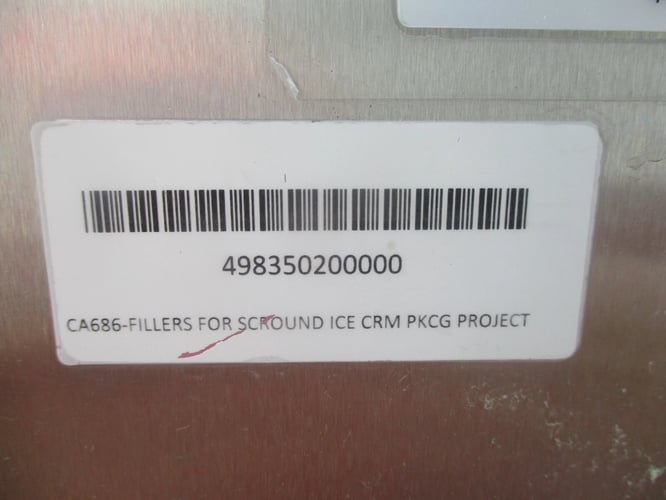 498350200000
CA686-FILLERS FOR SCROUND ICE CRM PKCG PROJECT